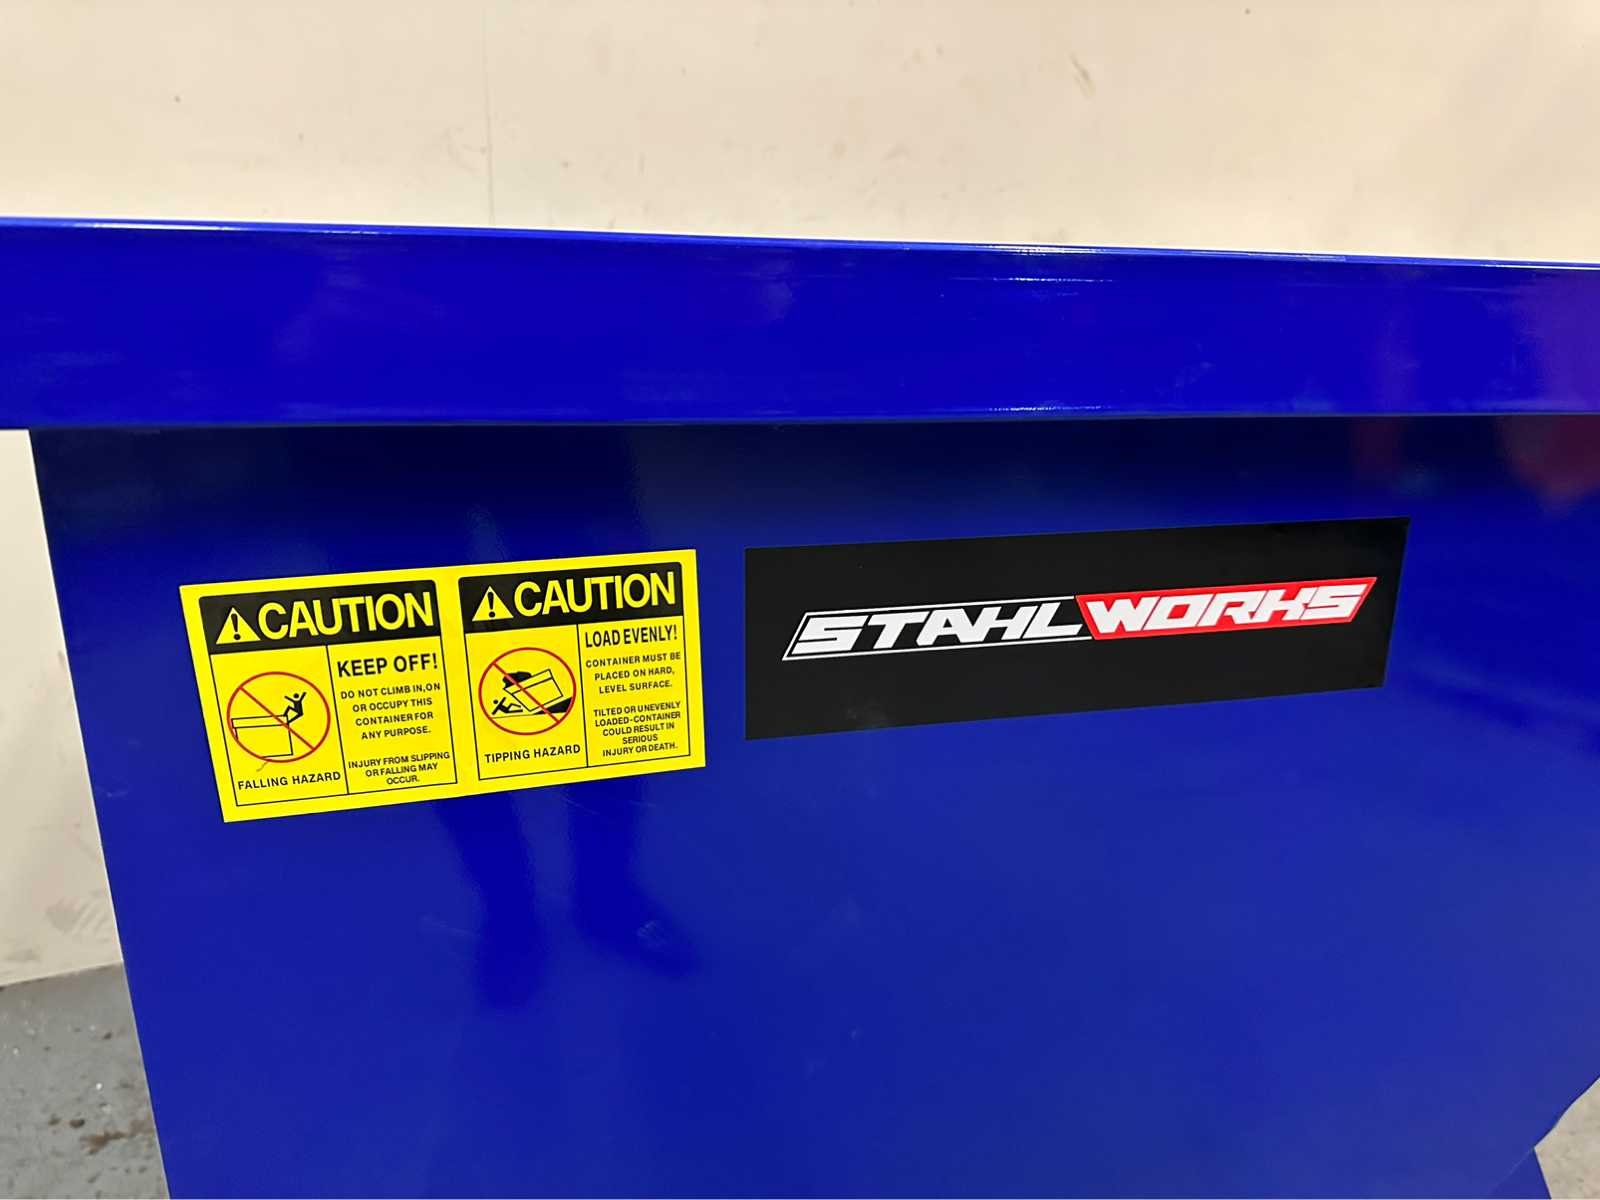 CAUTION
KEEP OFF!
DO NOT CLIMB IN,ON
OR OCCUPY THIS
CONTAINER FOR
ANY PURPOSE.
INJURY FROM SLIPPING
OR FALLING MAY
OCCUR.
FALLING HAZARD
CAUTION
LOAD EVENLY!
CONTAINER MUST BE
PLACED ON HARD,
LEVEL SURFACE.
TILTED OR UNEVENLY
LOADED-CONTAINER
COULD RESULT IN
SERIOUS
INJURY OR DEATH.
TIPPING HAZARD
STAHLWORKS